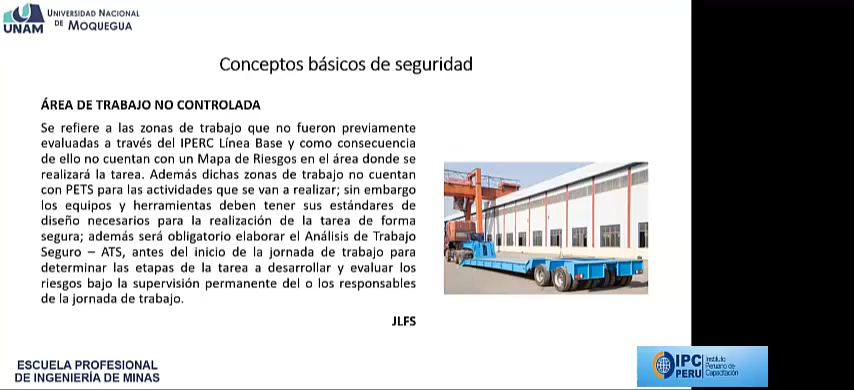 UNAM
UNIVERSIDAD NACIONAL
DE MOQUEGUA
Conceptos básicos de seguridad
ÁREA DE TRABAJO NO CONTROLADA
Se refiere a las zonas de trabajo que no fueron previamente
evaluadas a través del IPERC Línea Base y como consecuencia
de ello no cuentan con un Mapa de Riesgos en el área donde se
realizará la tarea. Además dichas zonas de trabajo no cuentan
con PETS para las actividades que se van a realizar; sin embargo
los equipos y herramientas deben tener sus estándares de
diseño necesarios para la realización de la tarea de forma
segura; además será obligatorio elaborar el Análisis de Trabajo
Seguro – ATS, antes del inicio de la jornada de trabajo para
determinar las etapas de la tarea a desarrollar y evaluar los
riesgos bajo la supervisión permanente del o los responsables
de la jornada de trabajo.
JLFS
ESCUELA PROFESIONAL
DE INGENIERÍA DE MINAS
IPC
PERU
Instituto
Peruano de
Capacitación